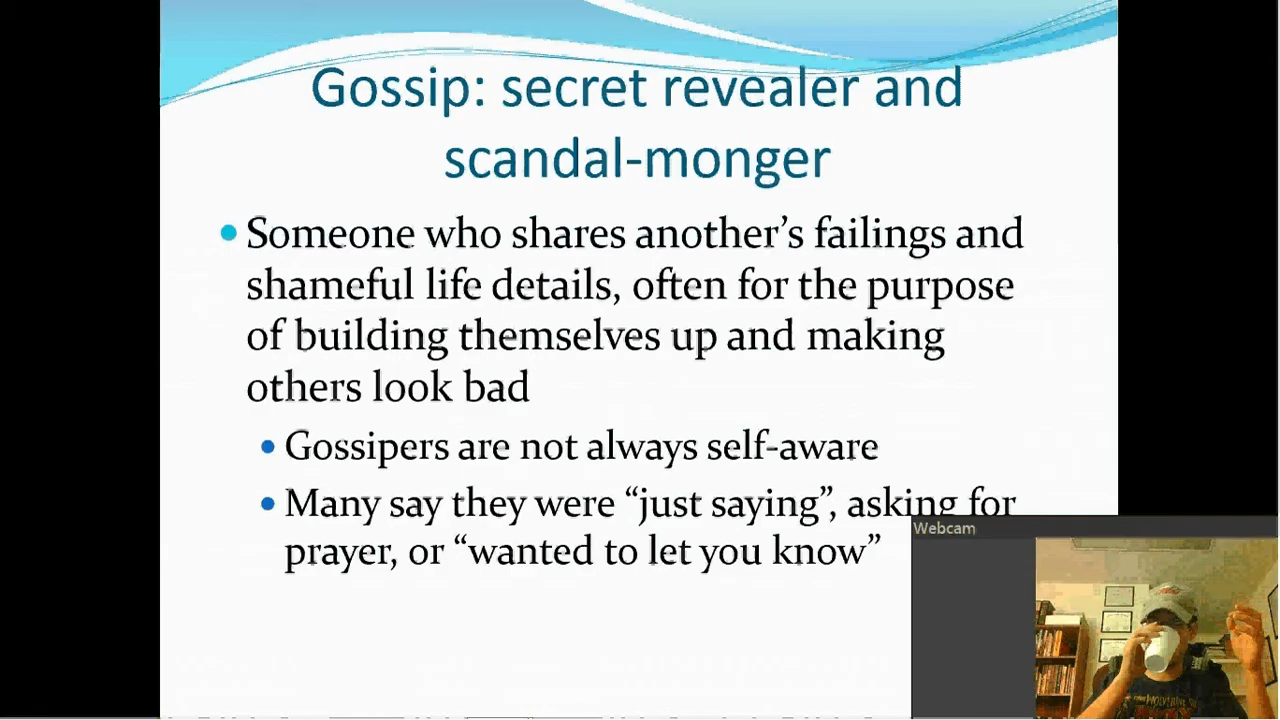 Gossip: secret revealer and
scandal-monger
Someone who shares another’s failings and
shameful life details, often for the purpose
of building themselves up and making
others look bad
Gossipers are not always self-aware
Many say they were “just saying”, asking for
prayer, or “wanted to let you know”
Webcam
WOLVERINE